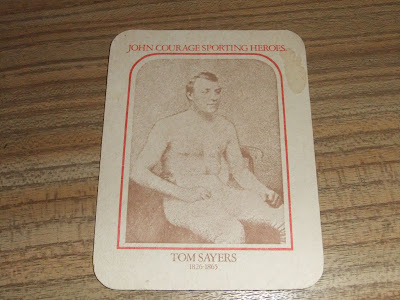 JOHN COURAGE SPORTING HEROES
TOM SAYERS
1826-1865